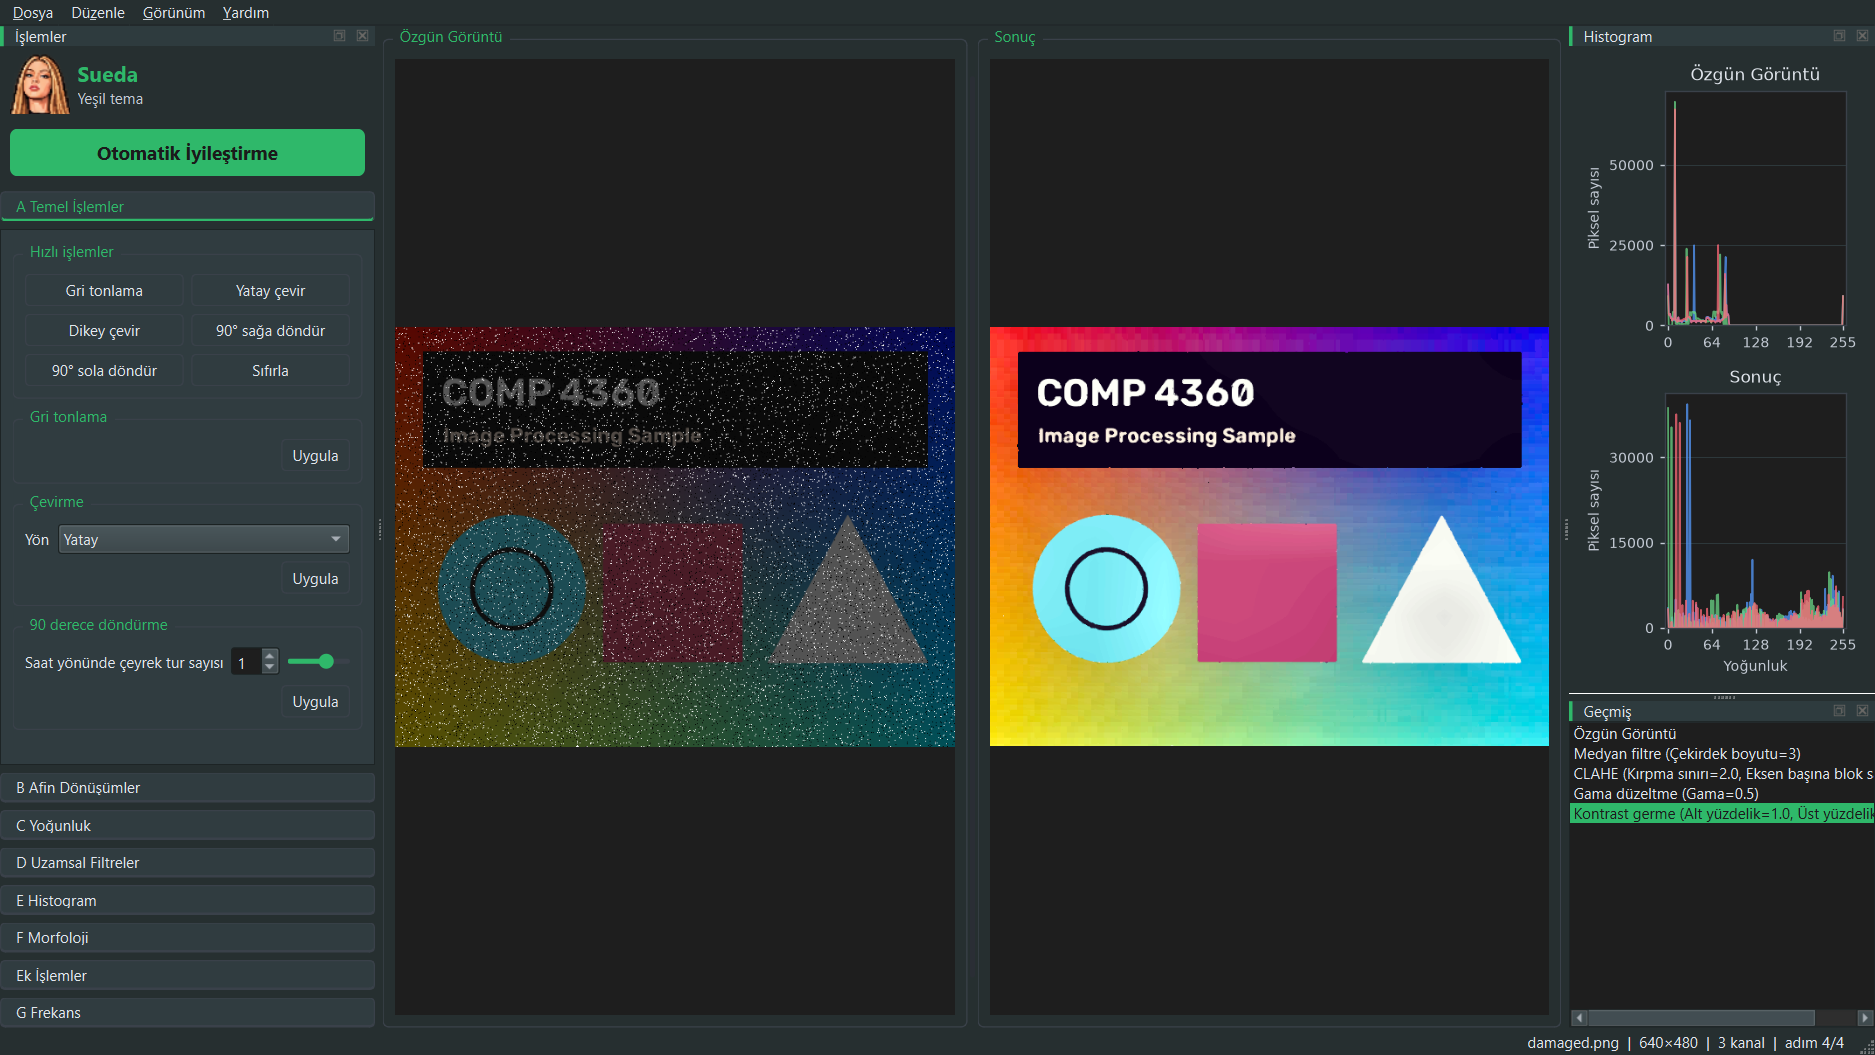 Dosya Düzenle Görünüm Yardım
İşlemler
Sueda
Yeşil tema
Otomatik İyileştirme
A Temel İşlemler
Hızlı işlemler
Gri tonlama Yatay çevir
Dikey çevir 90° sağa döndür
90° sola döndür Sıfırla
Gri tonlama
Uygula
Çevirme
Yön Yatay
Uygula
90 derece döndürme
Saat yönünde çeyrek tur sayısı 1
Uygula
B Afin Dönüşümler
C Yoğunluk
D Uzamsal Filtreler
E Histogram
F Morfoloji
Ek İşlemler
G Frekans
Özgün Görüntü
COMP 4360
Image Processing Sample
Sonuç
COMP 4360
Image Processing Sample
Histogram
Özgün Görüntü
Piksel sayısı
50000
25000
0
0 64 128 192 255
Sonuç
Piksel sayısı
30000
15000
0
0 64 128 192 255
Yoğunluk
Geçmiş
Özgün Görüntü
Medyan filtre (Çekirdek boyutu=3)
CLAHE (Kırpma sınırı=2.0, Eksen başına blok s
Gama düzeltme (Gama=0.5)
Kontrast germe (Alt yüzdelik=1.0, Üst yüzdelik
damaged.png | 640×480 | 3 kanal | adım 4/4